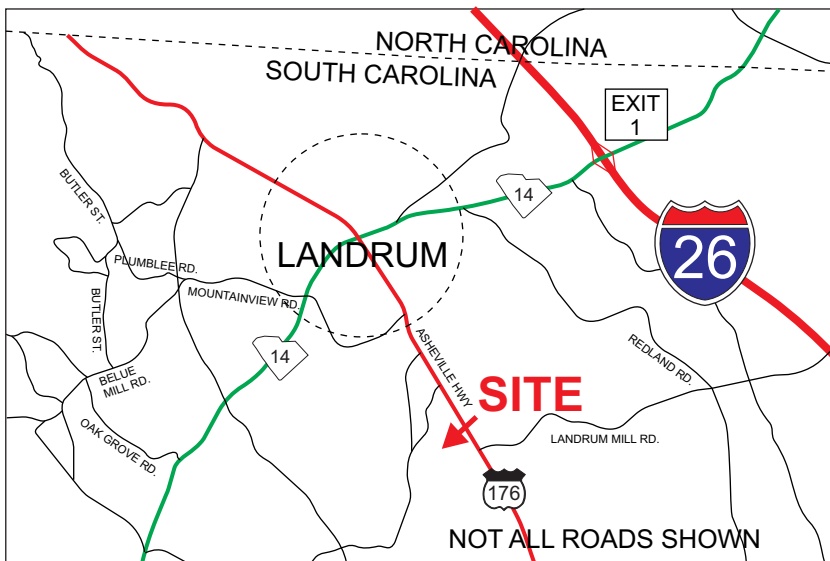 NORTH CAROLINA
SOUTH CAROLINA
EXIT
1
14
BUTLER ST.
LANDRUM
26
PLUMBLEE RD.
MOUNTAINVIEW RD.
BUTLER ST.
14
ASHEVILLE HWY
REDLAND RD.
BELUE
MILL RD.
SITE
OAK GROVE RD.
LANDRUM MILL RD.
176
NOT ALL ROADS SHOWN